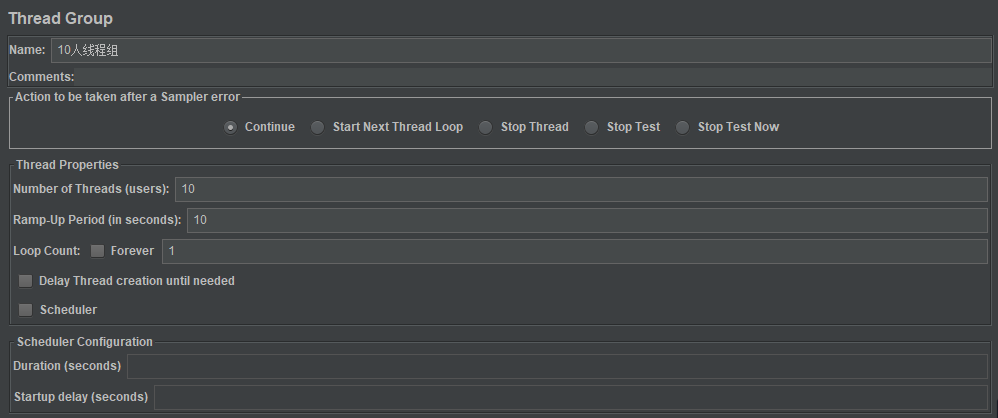 Thread Group
Name: 10人线程组
Comments:
Action to be taken after a Sampler error
Continue Start Next Thread Loop Stop Thread Stop Test Stop Test Now
Thread Properties
Number of Threads (users): 10
Ramp-Up Period (in seconds): 10
Loop Count: Forever 1
Delay Thread creation until needed
Scheduler
Scheduler Configuration
Duration (seconds)
Startup delay (seconds)